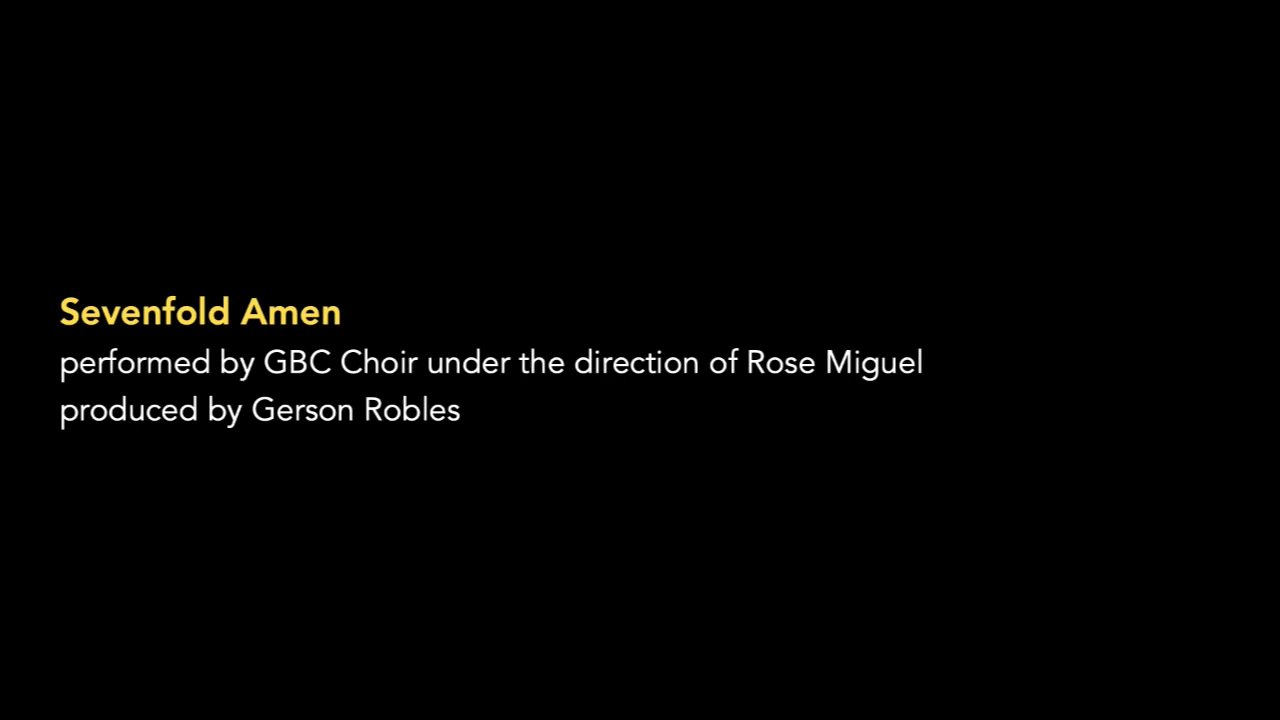 Sevenfold Amen
performed by GBC Choir under the direction of Rose Miguel
produced by Gerson Robles